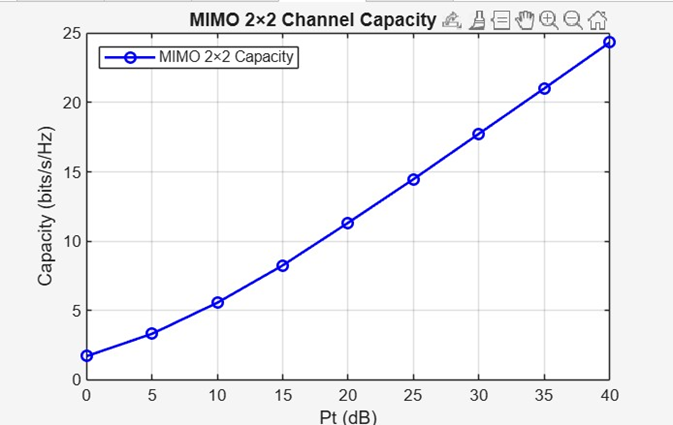 MIMO 2×2 Channel Capacity
25
MIMO 2×2 Capacity
20
15
10
5
0
Capacity (bits/s/Hz)
0 5 10 15 20 25 30 35 40
Pt (dB)